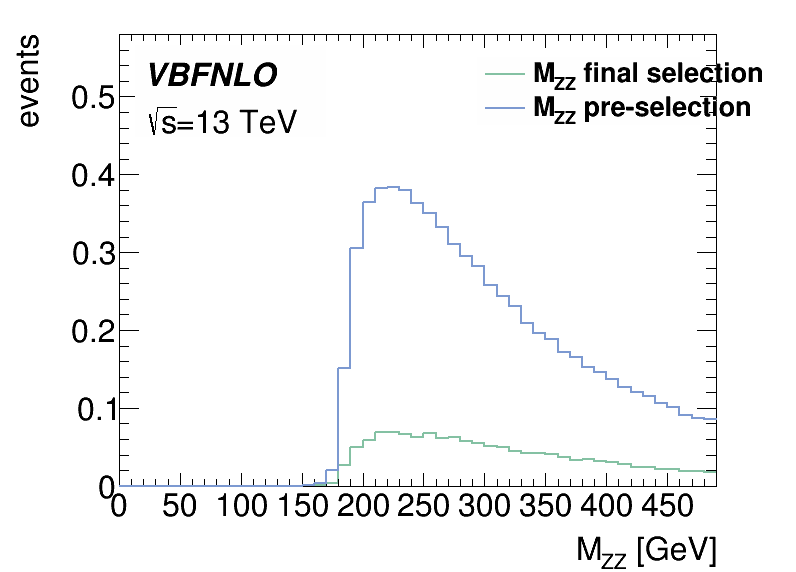 events
VBFNLO
√s=13 TeV
M_ZZ final selection
M_ZZ pre-selection
0.5
0.4
0.3
0.2
0.1
0
0 50 100 150 200 250 300 350 400 450
M_ZZ [GeV]